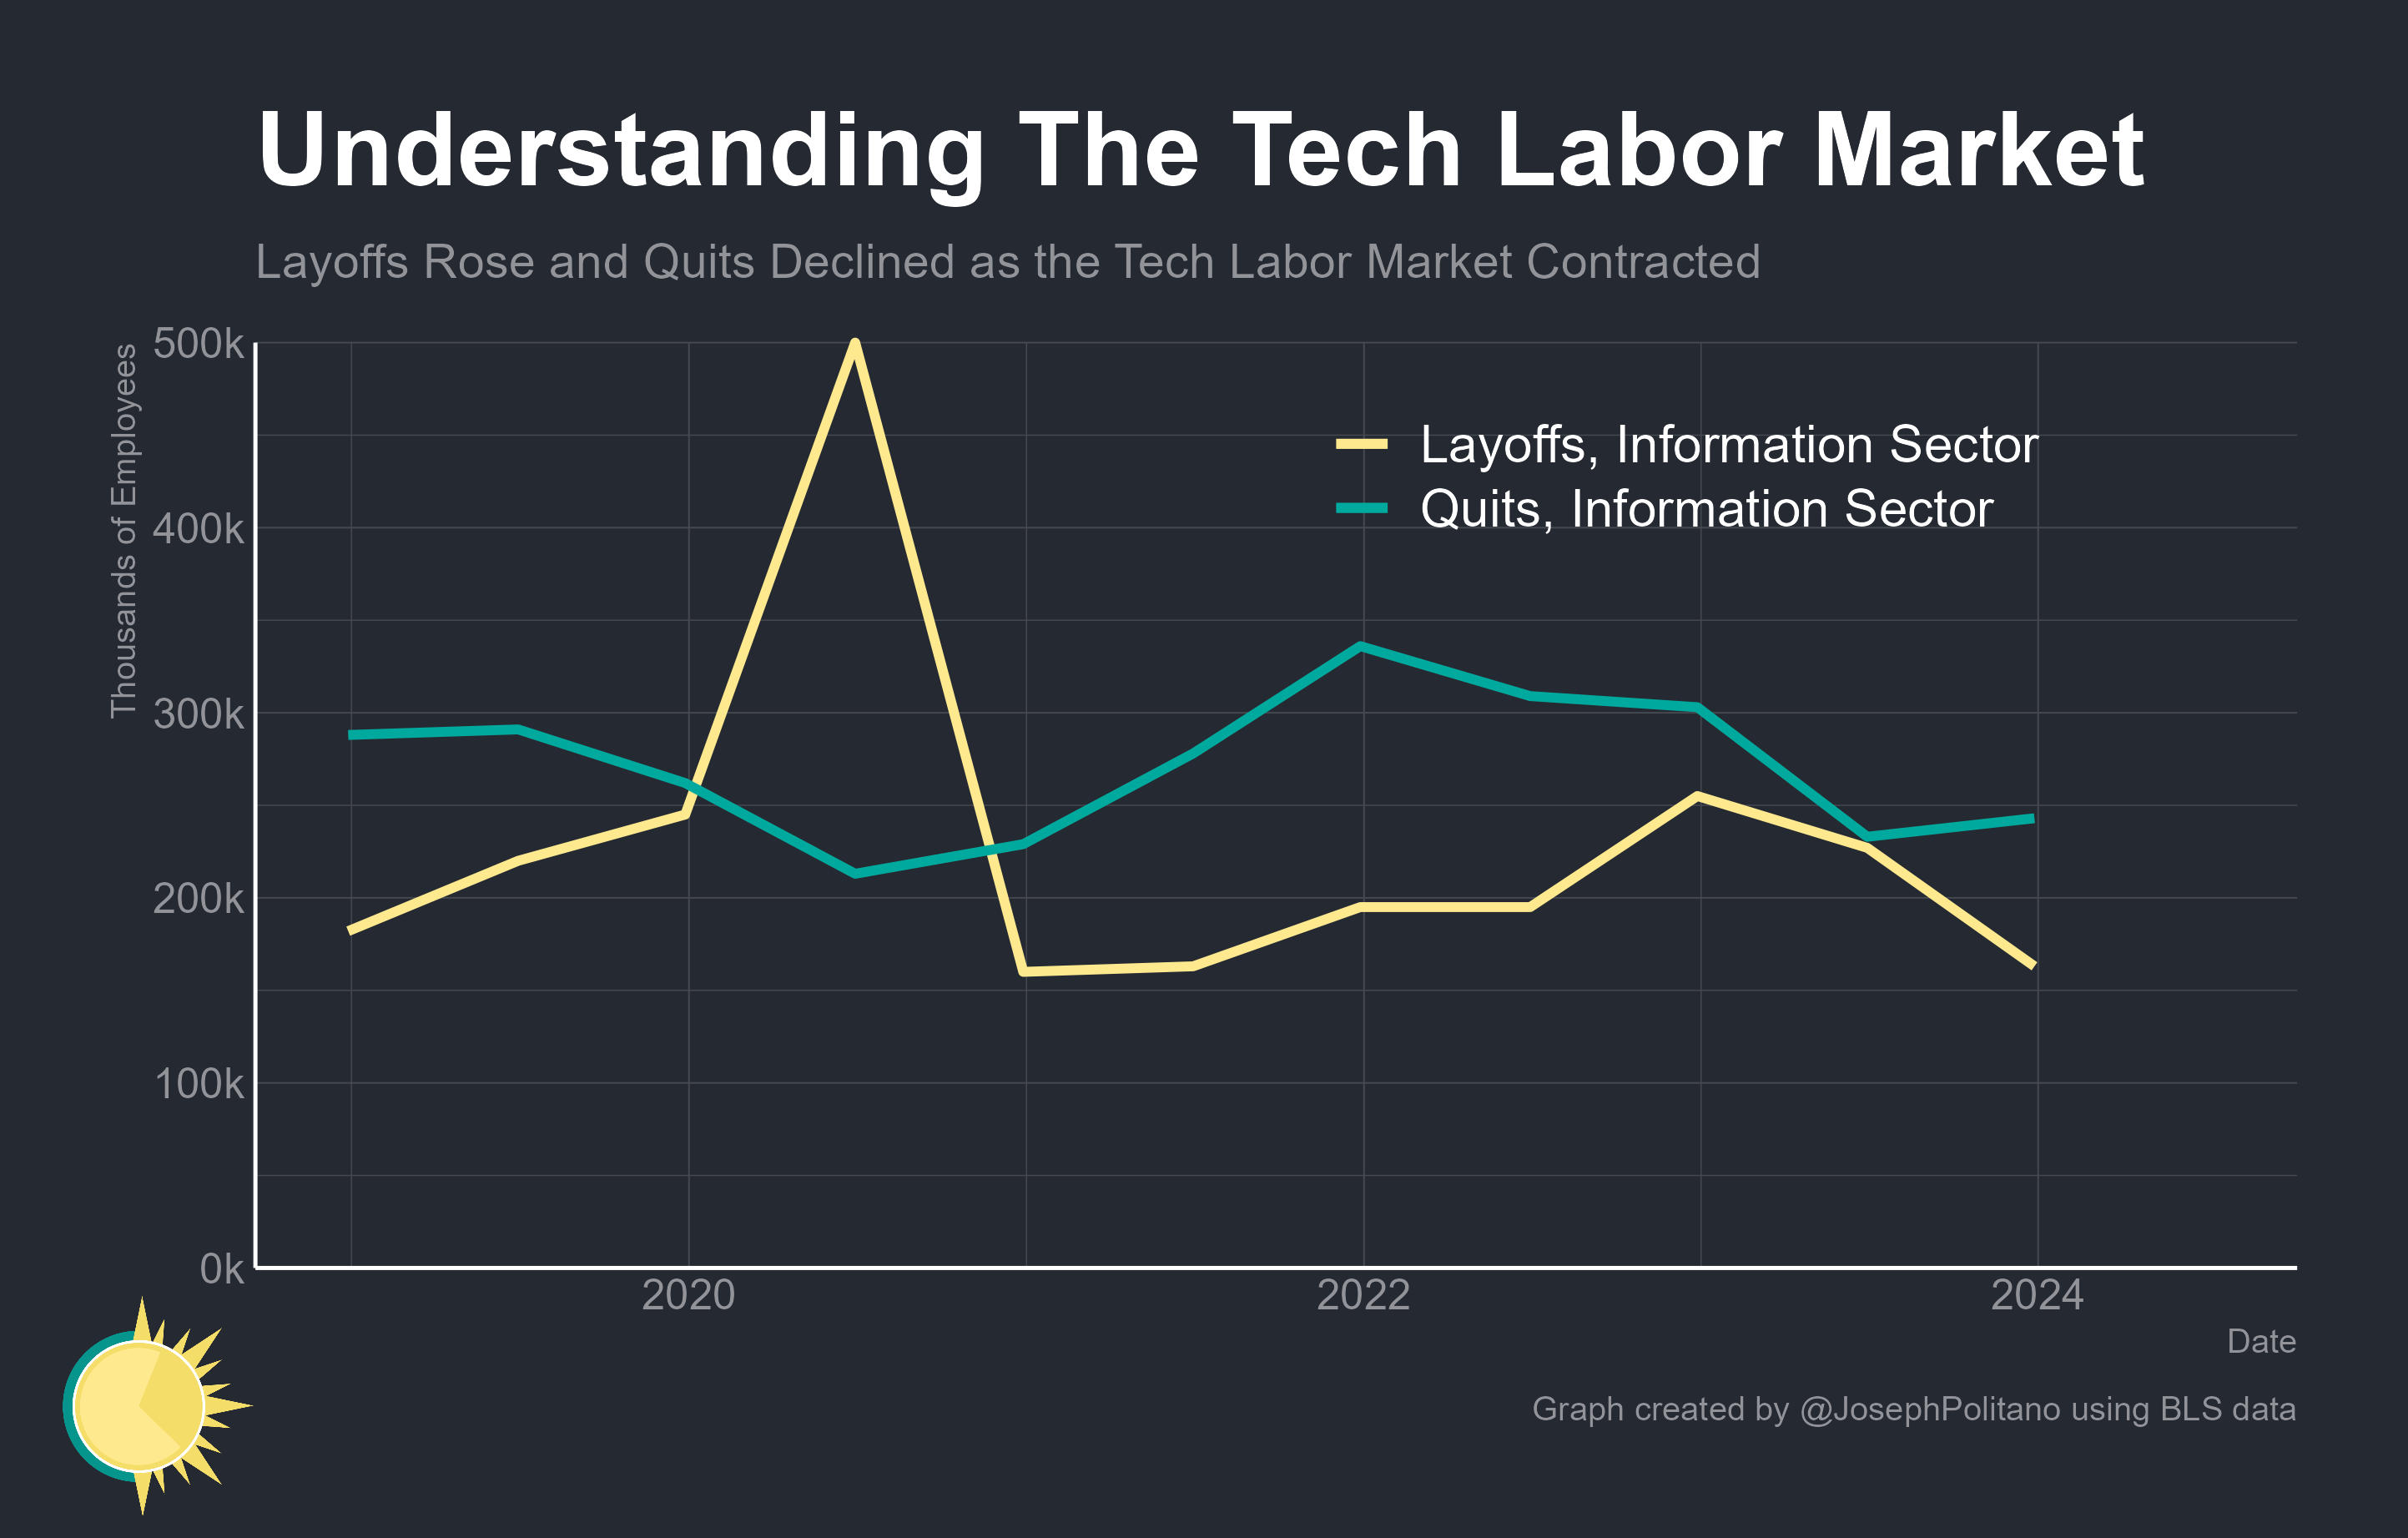 Understanding The Tech Labor Market
Layoffs Rose and Quits Declined as the Tech Labor Market Contracted
Thousands of Employees
500k
400k
300k
200k
100k
0k
Layoffs, Information Sector
Quits, Information Sector
2020
2022
2024
Date
Graph created by @JosephPolitano using BLS data